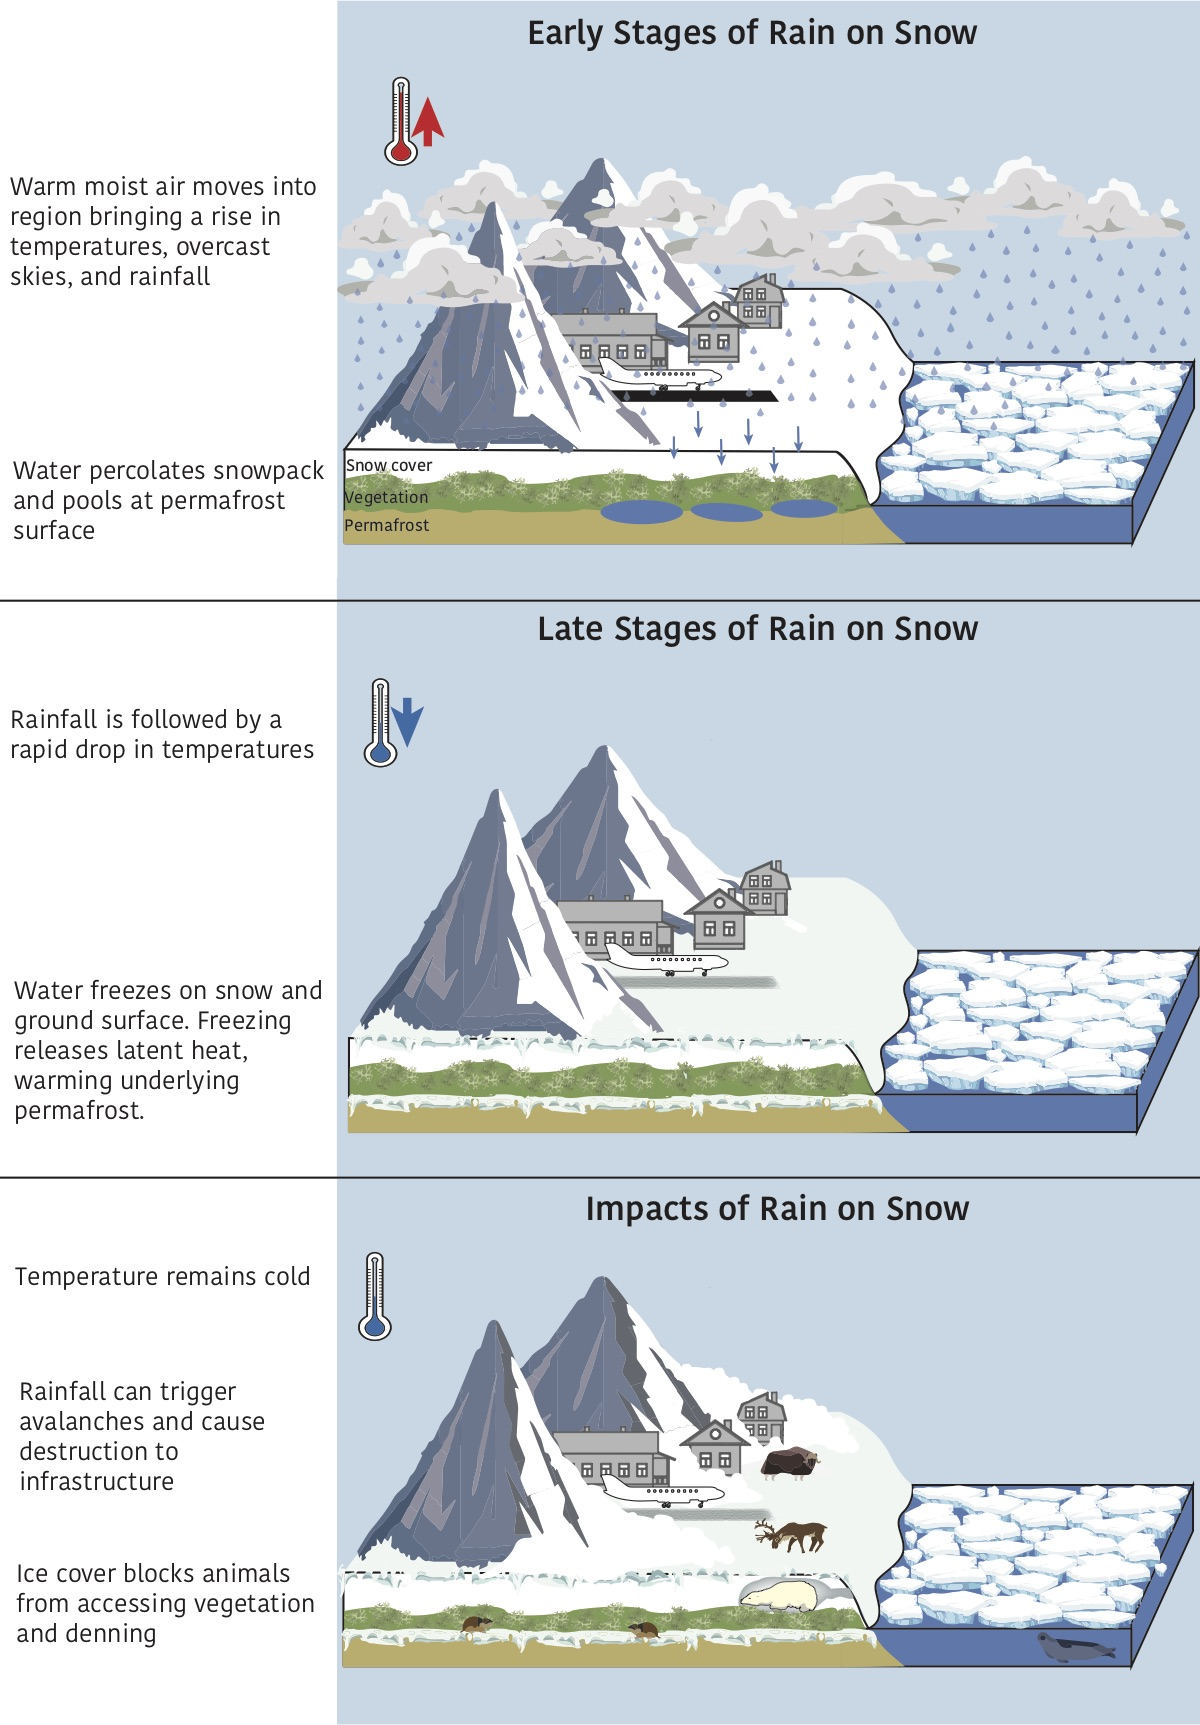 Early Stages of Rain on Snow
Warm moist air moves into
region bringing a rise in
temperatures, overcast
skies, and rainfall
Water percolates snowpack
and pools at permafrost
surface
Snow cover
Vegetation
Permafrost
Late Stages of Rain on Snow
Rainfall is followed by a
rapid drop in temperatures
Water freezes on snow and
ground surface. Freezing
releases latent heat,
warming underlying
permafrost.
Impacts of Rain on Snow
Temperature remains cold
Rainfall can trigger
avalanches and cause
destruction to
infrastructure
Ice cover blocks animals
from accessing vegetation
and denning